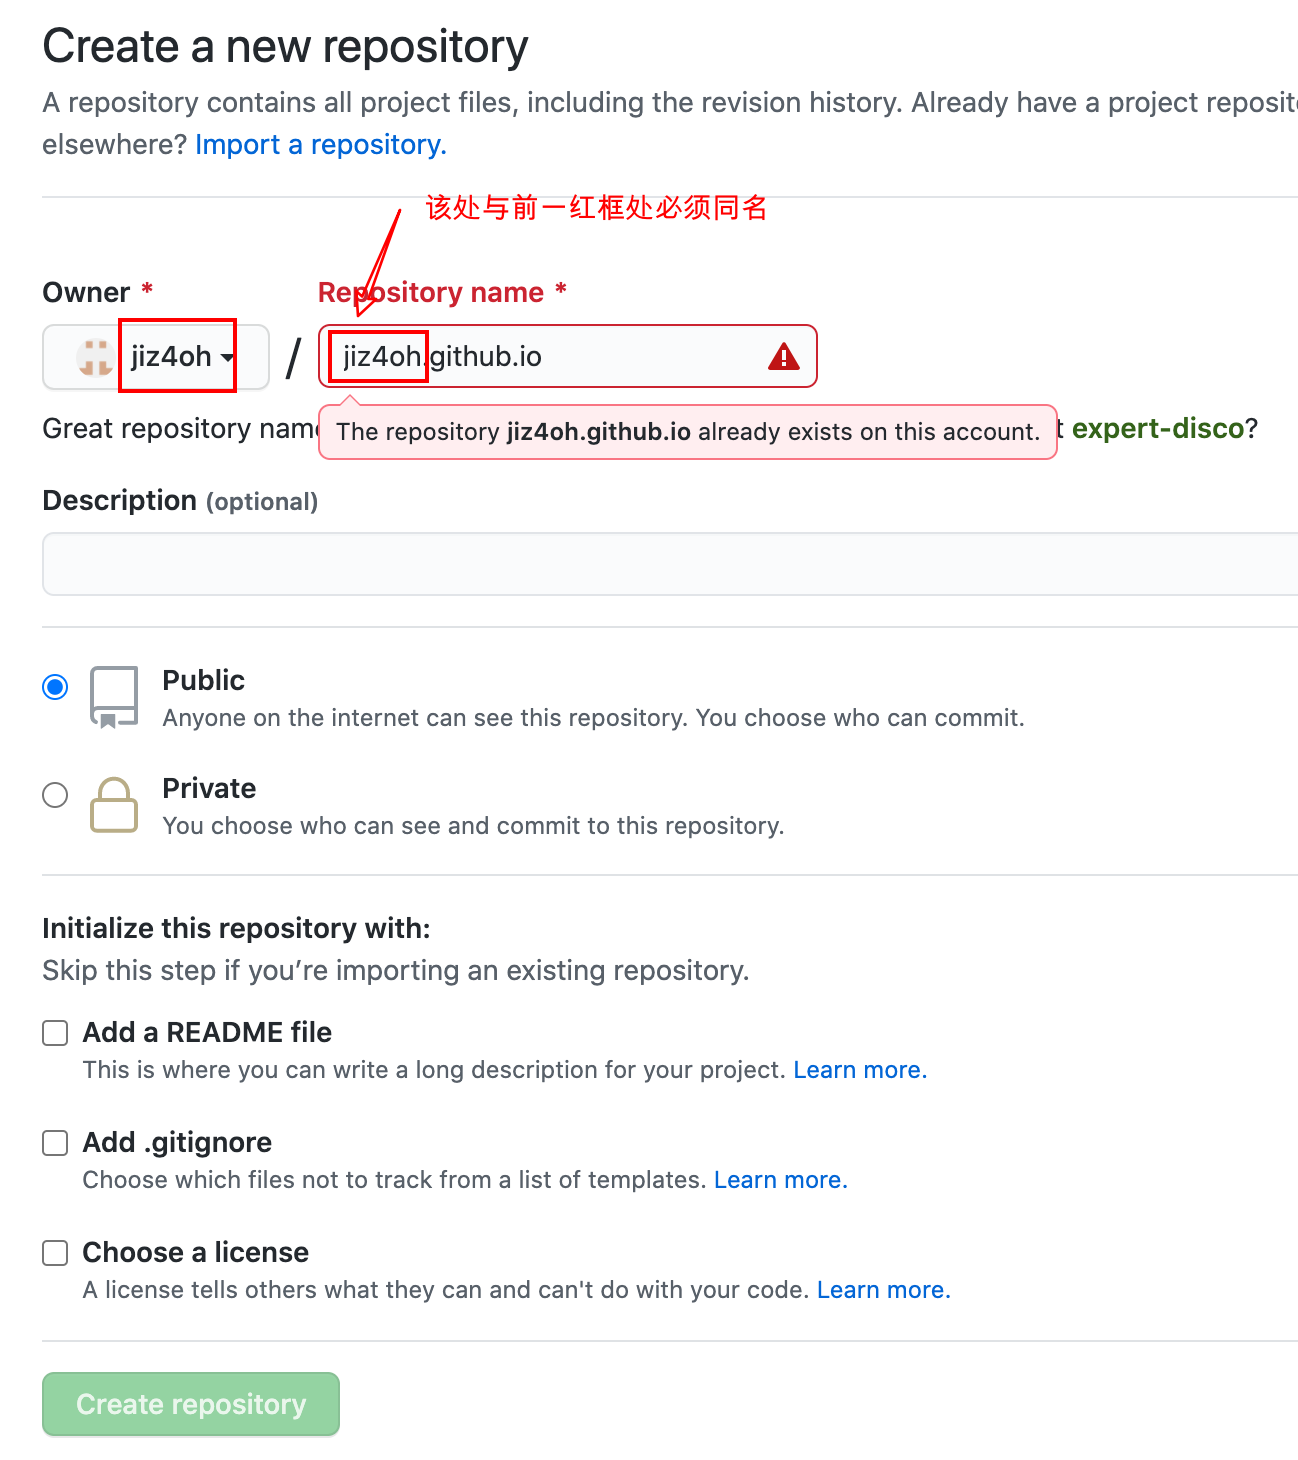 Create a new repository
A repository contains all project files, including the revision history. Already have a project
elsewhere? Import a repository.
该处与前一红框处必须同名
Owner *
Repository name *
jiz4oh
/
jiz4oh.github.io
Great repository
The repository jiz4oh.github.io already exists on this account.
expert-disco?
Description (optional)
Public
Anyone on the internet can see this repository. You choose who can commit.
Private
You choose who can see and commit to this repository.
Initialize this repository with:
Skip this step if you’re importing an existing repository.
Add a README file
This is where you can write a long description for your project. Learn more.
Add .gitignore
Choose which files not to track from a list of templates. Learn more.
Choose a license
A license tells others what they can and can't do with your code. Learn more.
Create repository